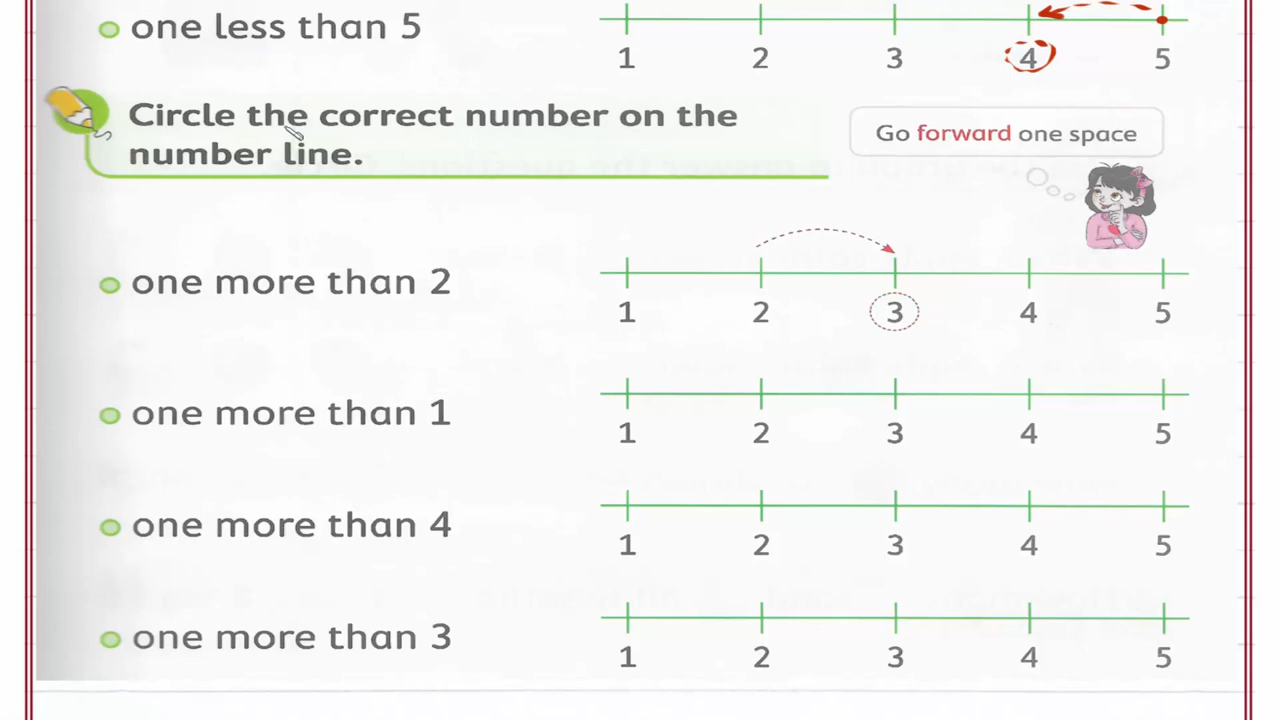 one less than 5
1 2 3 4 5
Circle the correct number on the
number line.
Go forward one space
one more than 2
1 2 3 4 5
one more than 1
1 2 3 4 5
one more than 4
1 2 3 4 5
one more than 3
1 2 3 4 5